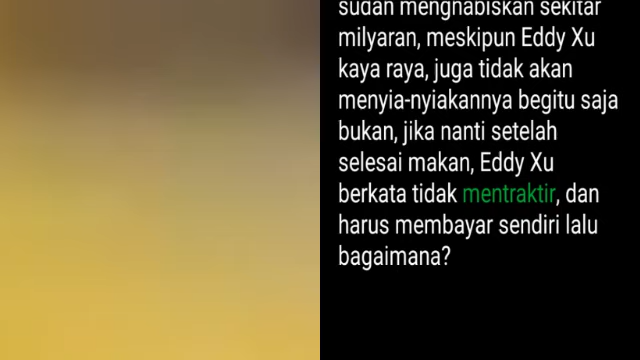 sudah menghabiskan sekitar
milyaran, meskipun Eddy Xu
kaya raya, juga tidak akan
menyia-nyiakannya begitu saja
bukan, jika nanti setelah
selesai makan, Eddy Xu
berkata tidak mentraktir, dan
harus membayar sendiri lalu
bagaimana?